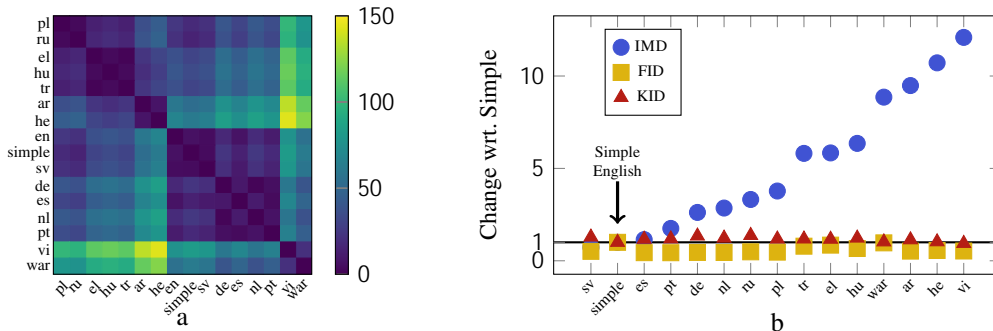 pl
ru
el
hu
tr
ar
he
en
simple
sv
de
es
nl
pt
vi
war
pl
ru
el
hu
tr
ar
he
en
simple
sv
de
es
nl
pt
vi
war
150
100
50
0
a
Change wrt. Simple
10
5
1
0
IMD
FID
KID
Simple
English
sv
simple
es
pt
de
nl
ru
pl
tr
el
hu
war
ar
he
vi
b